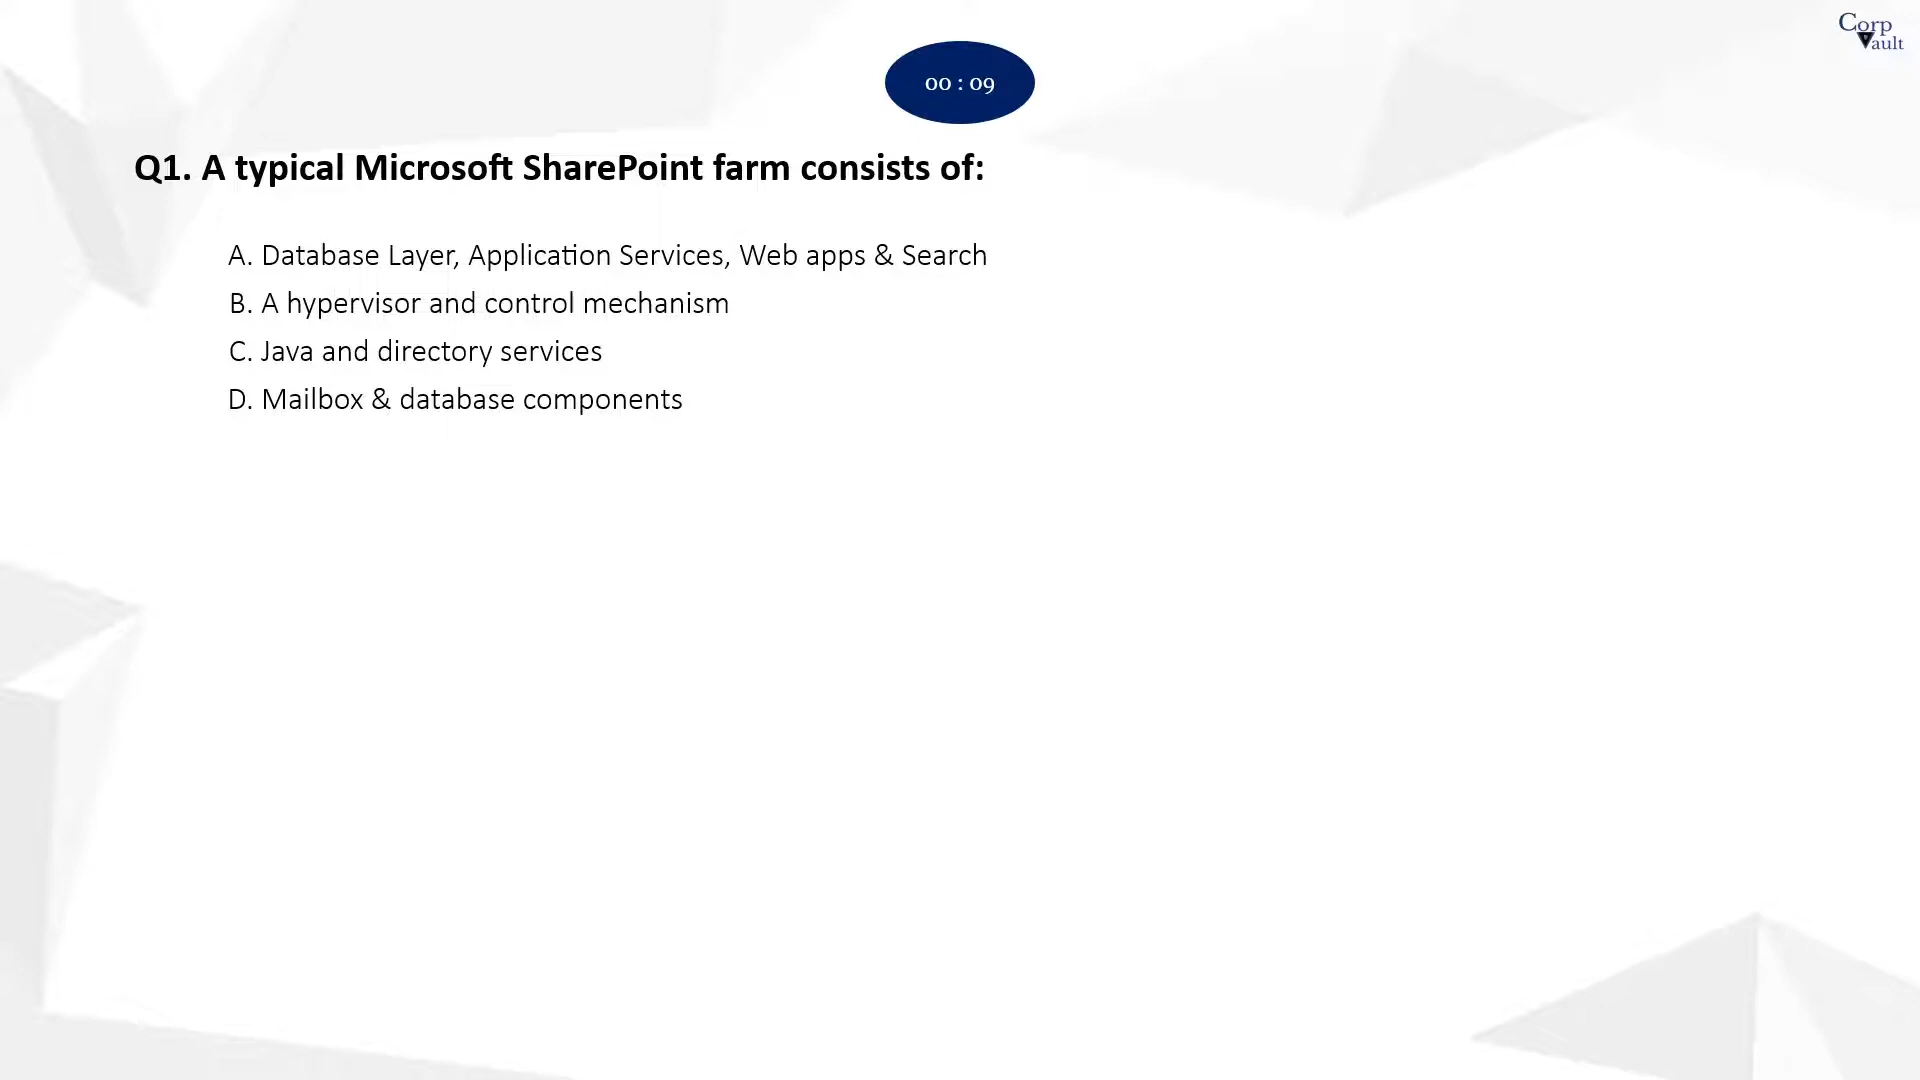 Corp
Vault
00 : 09
Q1. A typical Microsoft SharePoint farm consists of:
A. Database Layer, Application Services, Web apps & Search
B. A hypervisor and control mechanism
C. Java and directory services
D. Mailbox & database components